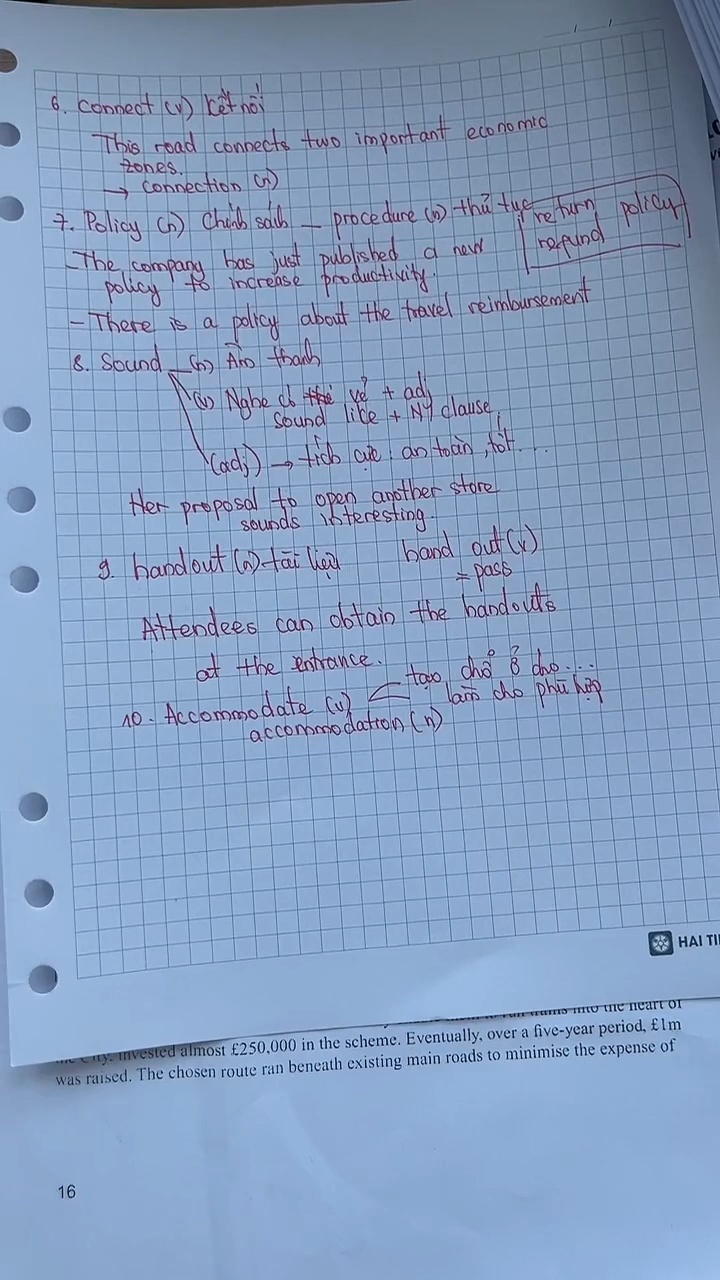 6. Connect (v) Kết nối
This road connects two important economic
zones.
→ connection (n)
7. Policy (n) Chính sách _ procedure (n) thủ tục
return policy
refund
- The company has just published a new
policy to increase productivity.
- There is a policy about the travel reimbursement
8. Sound (n) Âm thanh
(v) Nghe có vẻ + adj
sound like + N/clause
(adj) → tích cực, an toàn, tốt...
Her proposal to open another store
sounds interesting
9. handout (n) tài liệu hand out (v)
= pass
Attendees can obtain the handouts
at the entrance.
10. Accommodate (v) tạo chỗ ở cho...
làm cho phù hợp
accommodation (n)
HAI TI
invested almost £250,000 in the scheme. Eventually, over a five-year period, £1m
was raised. The chosen route ran beneath existing main roads to minimise the expense of
16